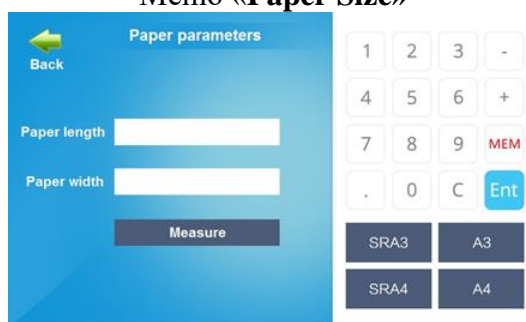 Memo «Paper Size»
Paper parameters
Back
Paper length
Paper width
Measure
1 2 3 -
4 5 6 +
7 8 9 MEM
. 0 C Ent
SRA3 A3
SRA4 A4